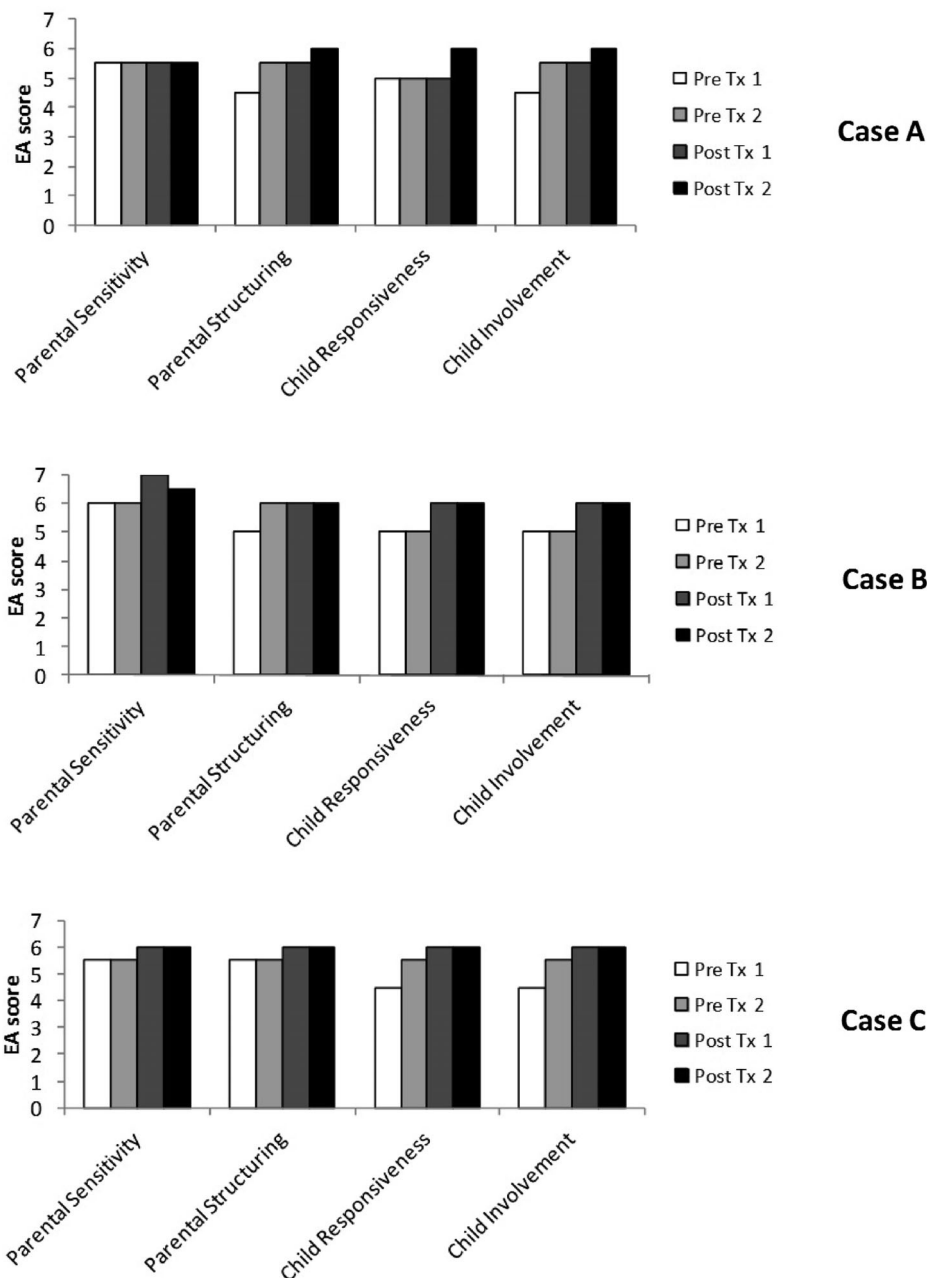 7
6
5
4
3
2
1
0
EA score
Parental Sensitivity
Parental Structuring
Child Responsiveness
Child Involvement
Pre Tx 1
Pre Tx 2
Post Tx 1
Post Tx 2
Case A
7
6
5
4
3
2
1
0
EA score
Parental Sensitivity
Parental Structuring
Child Responsiveness
Child Involvement
Pre Tx 1
Pre Tx 2
Post Tx 1
Post Tx 2
Case B
7
6
5
4
3
2
1
0
EA score
Parental Sensitivity
Parental Structuring
Child Responsiveness
Child Involvement
Pre Tx 1
Pre Tx 2
Post Tx 1
Post Tx 2
Case C